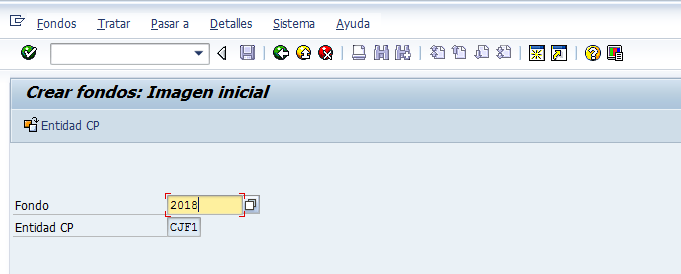 Fondos Tratar Pasar a Detalles Sistema Ayuda
Crear fondos: Imagen inicial
Entidad CP
Fondo 2018
Entidad CP CJF1